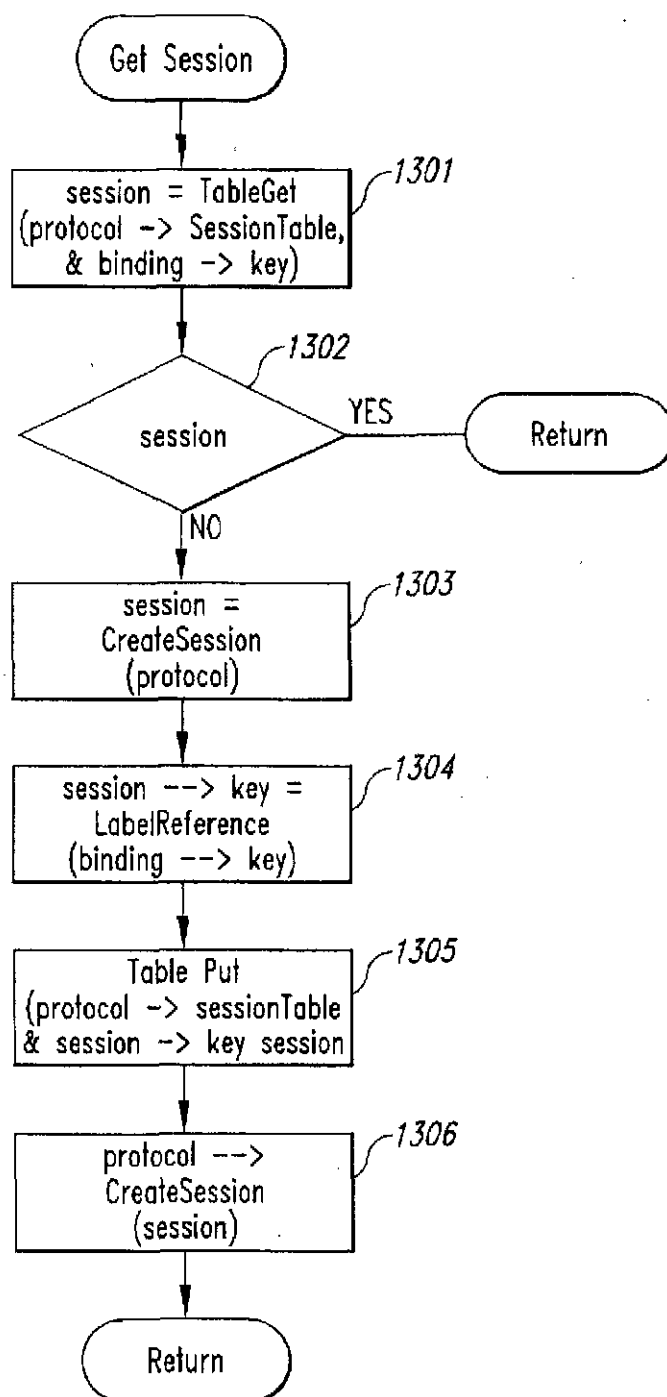 Get Session
1301
session = TableGet
(protocol -> SessionTable,
& binding -> key)
1302
session
YES
Return
NO
1303
session =
CreateSession
(protocol)
1304
session --> key =
LabelReference
(binding --> key)
1305
Table Put
(protocol -> sessionTable
& session -> key session
1306
protocol -->
CreateSession
(session)
Return